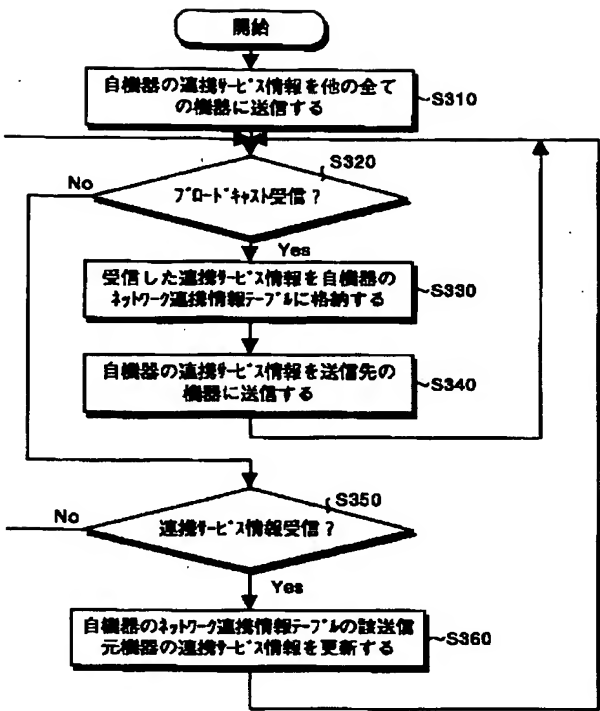 開始
自機器の連携ｻｰﾋﾞｽ情報を他の全て
の機器に送信する
S310
S320
No
ﾌﾞﾛｰﾄﾞｷｬｽﾄ受信？
Yes
受信した連携ｻｰﾋﾞｽ情報を自機器の
ﾈｯﾄﾜｰｸ連携情報ﾃｰﾌﾞﾙに格納する
S330
自機器の連携ｻｰﾋﾞｽ情報を送信先の
機器に送信する
S340
S350
No
連携ｻｰﾋﾞｽ情報受信？
Yes
自機器のﾈｯﾄﾜｰｸ連携情報ﾃｰﾌﾞﾙの該送信
元機器の連携ｻｰﾋﾞｽ情報を更新する
S360